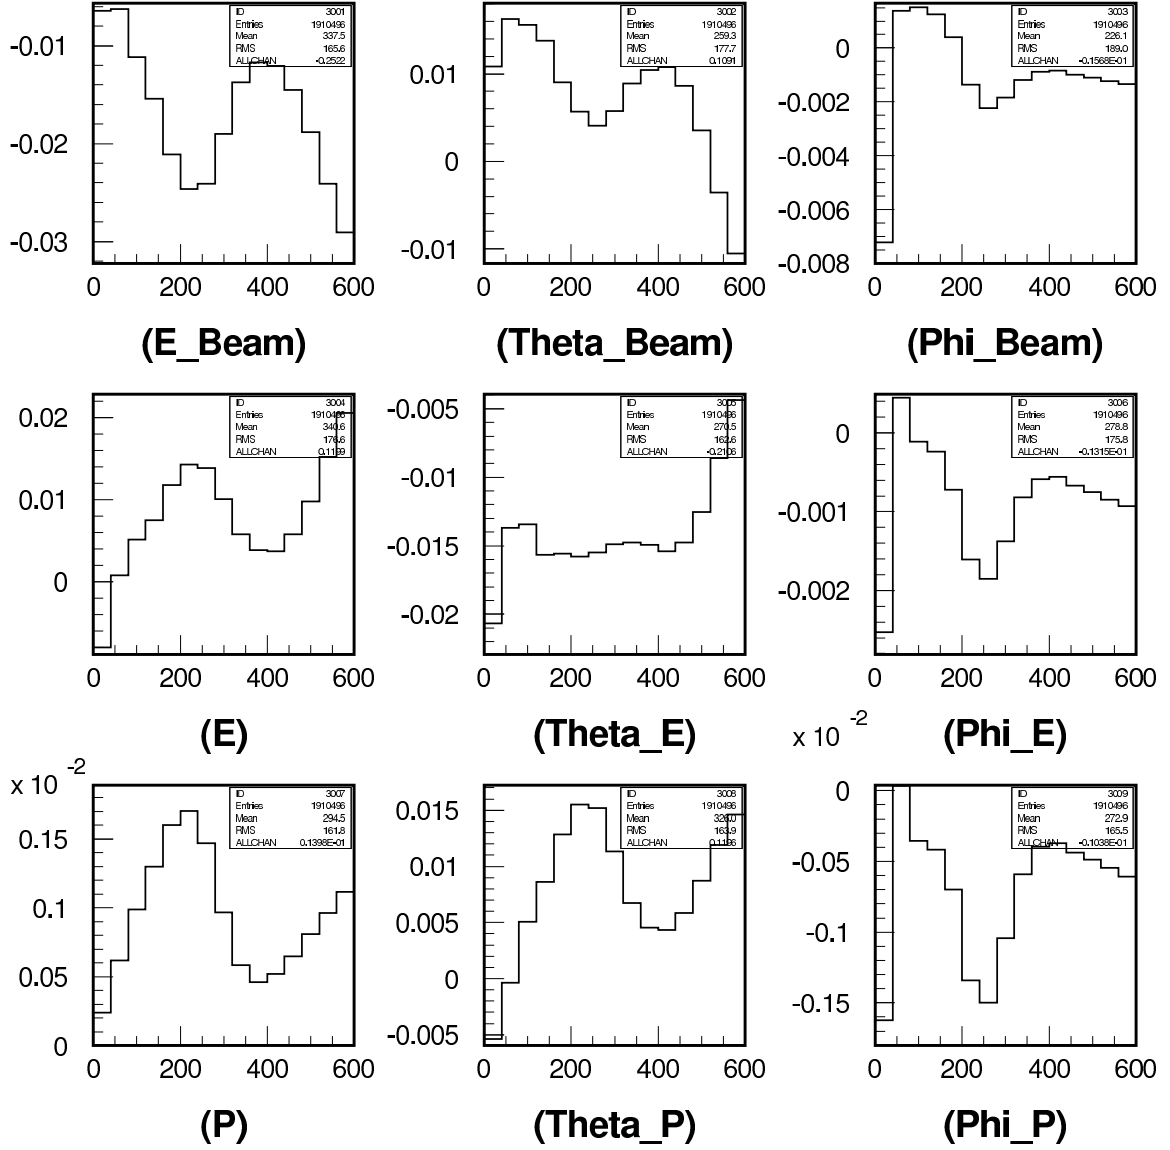 ID 3001
Entries 1910496
Mean 337.5
RMS 165.6
ALLCHAN -0.2522
-0.01
-0.02
-0.03
0 200 400 600
(E_Beam)
ID 3002
Entries 1910496
Mean 259.3
RMS 177.7
ALLCHAN 0.1091
0.01
0
-0.01
0 200 400 600
(Theta_Beam)
ID 3003
Entries 1910496
Mean 226.1
RMS 189.0
ALLCHAN -0.1568E-01
0
-0.002
-0.004
-0.006
-0.008
0 200 400 600
(Phi_Beam)
ID 3004
Entries 1910496
Mean 340.6
RMS 176.6
ALLCHAN 0.1199
0.02
0.01
0
0 200 400 600
(E)
ID 3005
Entries 1910496
Mean 270.5
RMS 162.6
ALLCHAN -0.2106
-0.005
-0.01
-0.015
-0.02
0 200 400 600
(Theta_E)
ID 3006
Entries 1910496
Mean 278.8
RMS 175.8
ALLCHAN -0.1315E-01
0
-0.001
-0.002
0 200 400 600
(Phi_E)
x 10 -2
ID 3007
Entries 1910496
Mean 294.5
RMS 161.8
ALLCHAN 0.1398E-01
0.15
0.1
0.05
0
0 200 400 600
(P)
ID 3008
Entries 1910496
Mean 326.0
RMS 163.9
ALLCHAN 0.1196
0.015
0.01
0.005
0
-0.005
0 200 400 600
(Theta_P)
x 10 -2
ID 3009
Entries 1910496
Mean 272.9
RMS 165.5
ALLCHAN -0.1038E-01
0
-0.05
-0.1
-0.15
0 200 400 600
(Phi_P)